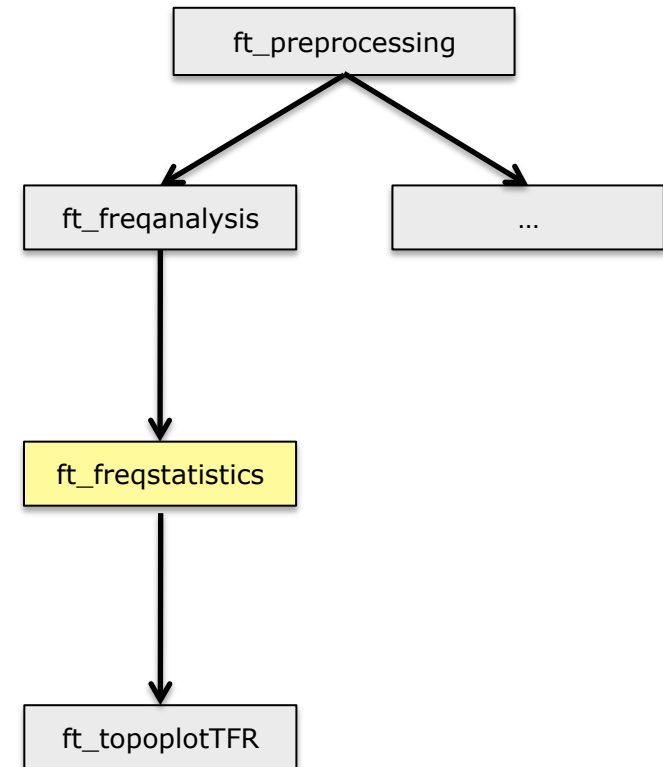 ft_preprocessing
ft_freqanalysis
...
ft_freqstatistics
ft_topoplotTFR